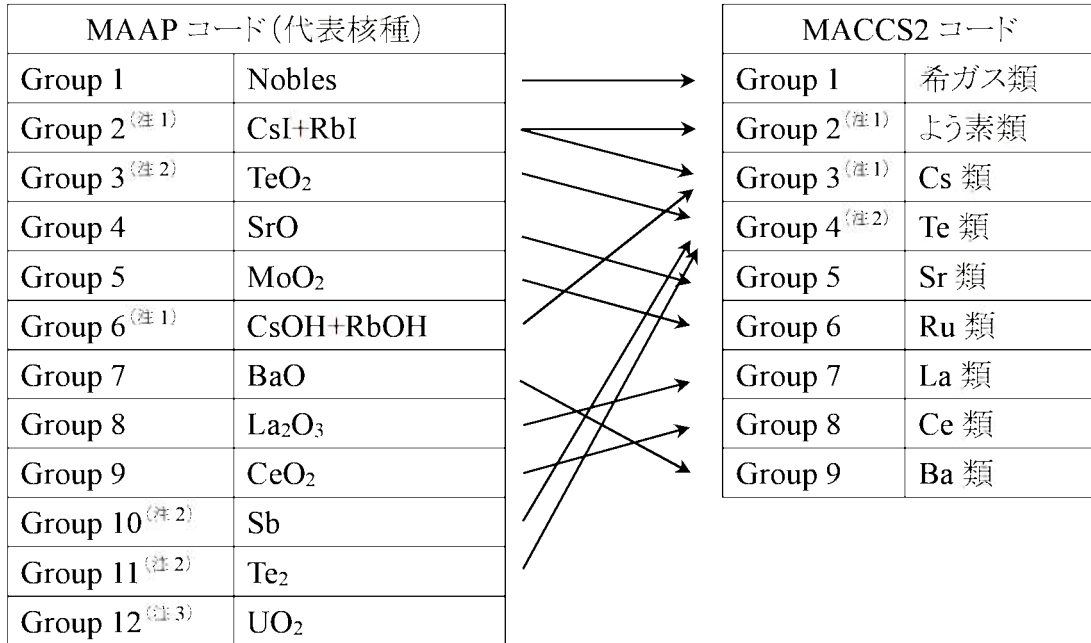 MAAP コード(代表核種)
Group 1 Nobles
Group 2(注1) CsI+RbI
Group 3(注2) TeO2
Group 4 SrO
Group 5 MoO2
Group 6(注1) CsOH+RbOH
Group 7 BaO
Group 8 La2O3
Group 9 CeO2
Group 10(注2) Sb
Group 11(注2) Te2
Group 12(注3) UO2
MACCS2 コード
Group 1 希ガス類
Group 2(注1) よう素類
Group 3(注1) Cs 類
Group 4(注2) Te 類
Group 5 Sr 類
Group 6 Ru 類
Group 7 La 類
Group 8 Ce 類
Group 9 Ba 類